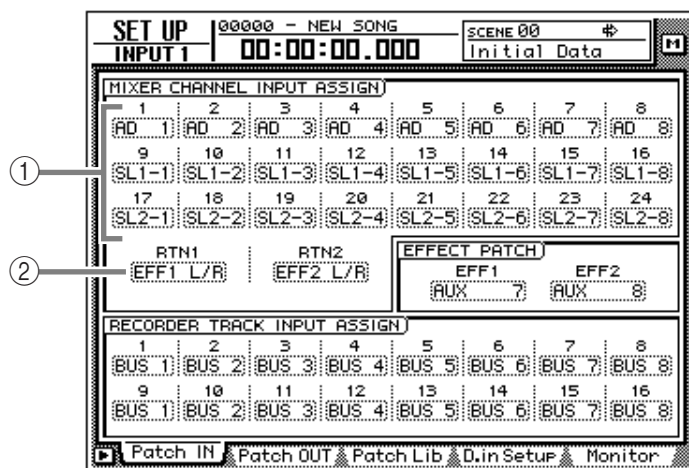 SET UP
INPUT 1
00000 - NEW SONG
00:00:00.000
SCENE 00
Initial Data
M
MIXER CHANNEL INPUT ASSIGN
1 2 3 4 5 6 7 8
AD 1 AD 2 AD 3 AD 4 AD 5 AD 6 AD 7 AD 8
9 10 11 12 13 14 15 16
SL1-1 SL1-2 SL1-3 SL1-4 SL1-5 SL1-6 SL1-7 SL1-8
17 18 19 20 21 22 23 24
SL2-1 SL2-2 SL2-3 SL2-4 SL2-5 SL2-6 SL2-7 SL2-8
①
RTN1 RTN2
② EFF1 L/R EFF2 L/R
EFFECT PATCH
EFF1 EFF2
AUX 7 AUX 8
RECORDER TRACK INPUT ASSIGN
1 2 3 4 5 6 7 8
BUS 1 BUS 2 BUS 3 BUS 4 BUS 5 BUS 6 BUS 7 BUS 8
9 10 11 12 13 14 15 16
BUS 1 BUS 2 BUS 3 BUS 4 BUS 5 BUS 6 BUS 7 BUS 8
Patch IN Patch OUT Patch Lib D.in Setup Monitor